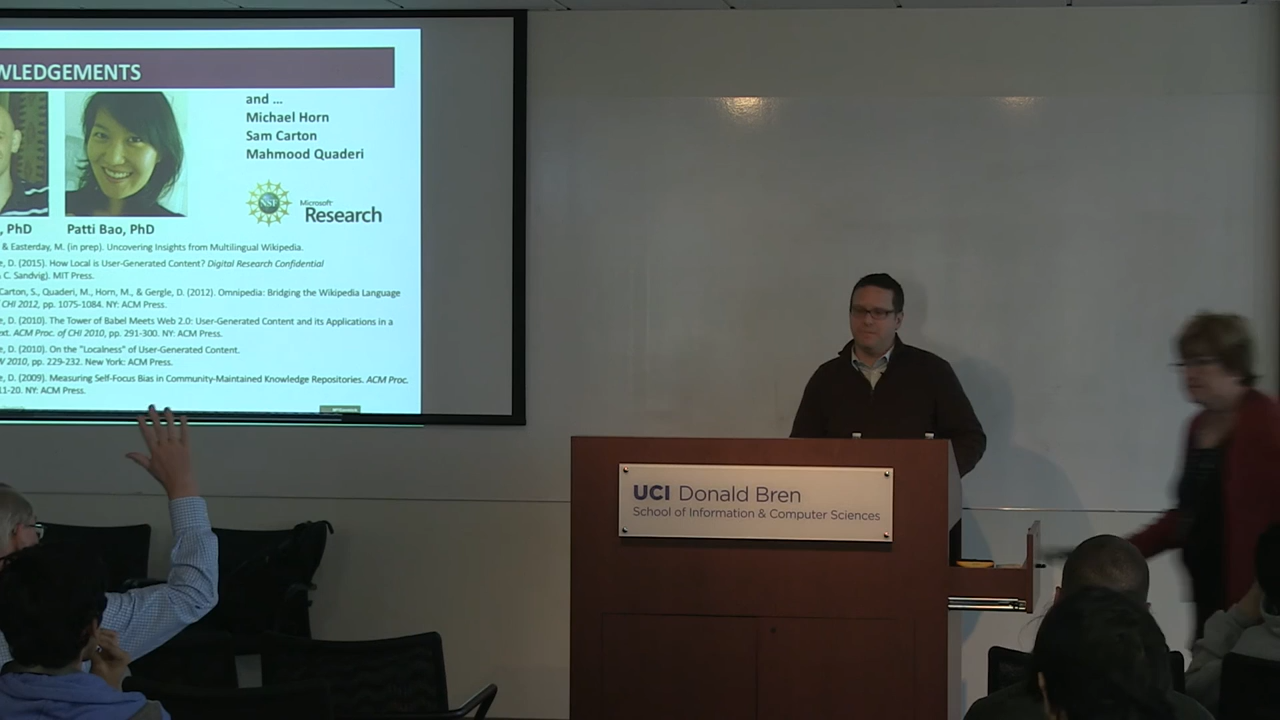 WLEDGEMENTS
and ...
Michael Horn
Sam Carton
Mahmood Quaderi
NSF
Microsoft
Research
, PhD
Patti Bao, PhD
& Easterday, M. (in prep). Uncovering Insights from Multilingual Wikipedia.
e, D. (2015). How Local is User-Generated Content? Digital Research Confidential
C. Sandvig). MIT Press.
Carton, S., Quaderi, M., Horn, M., & Gergle, D. (2012). Omnipedia: Bridging the Wikipedia Language
CHI 2012, pp. 1075-1084. NY: ACM Press.
e, D. (2010). The Tower of Babel Meets Web 2.0: User-Generated Content and its Applications in a
xt. ACM Proc. of CHI 2010, pp. 291-300. NY: ACM Press.
e, D. (2010). On the "Localness" of User-Generated Content.
W 2010, pp. 229-232. New York: ACM Press.
e, D. (2009). Measuring Self-Focus Bias in Community-Maintained Knowledge Repositories. ACM Proc.
11-20. NY: ACM Press.
UCI Donald Bren
School of Information & Computer Sciences